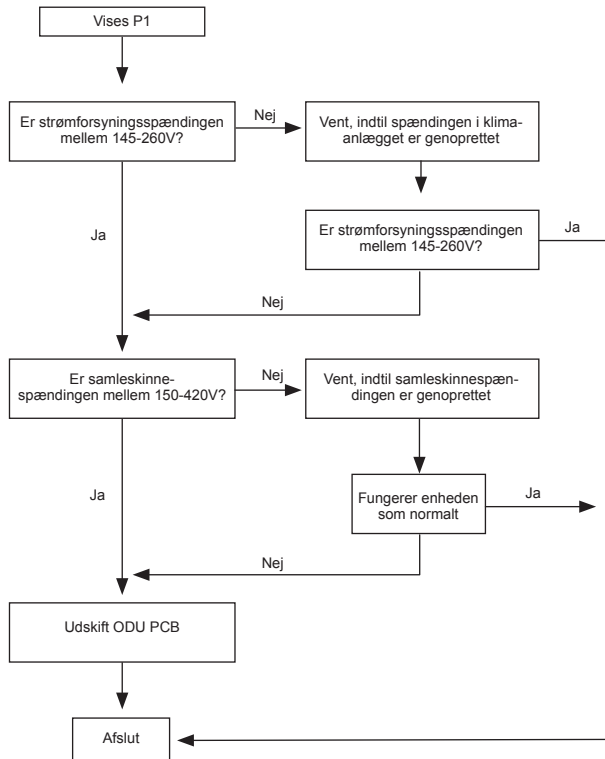 Vises P1
Er strømforsyningsspændingen
mellem 145-260V?
Nej
Vent, indtil spændingen i klima-
anlægget er genoprettet
Ja
Er strømforsyningsspændingen
mellem 145-260V?
Ja
Nej
Er samleskinne-
spændingen mellem 150-420V?
Nej
Vent, indtil samleskinnespæn-
dingen er genoprettet
Ja
Fungerer enheden
som normalt
Ja
Nej
Udskift ODU PCB
Afslut